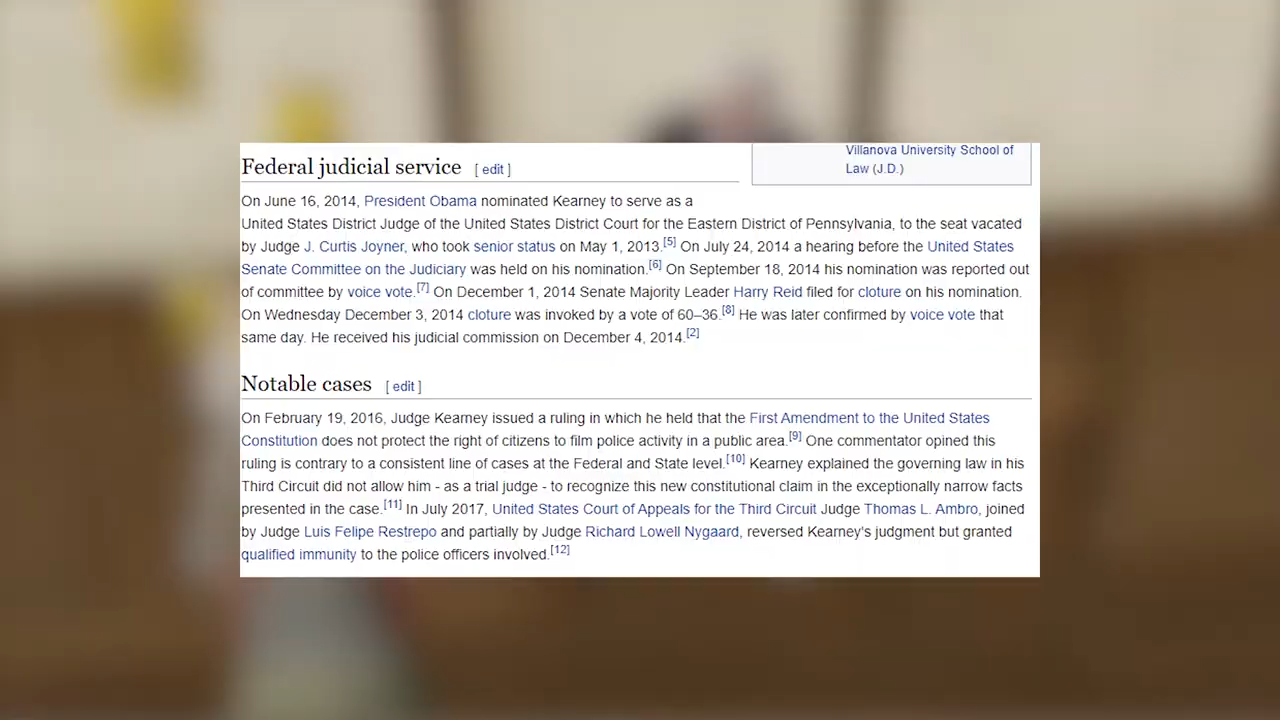 Villanova University School of
Law (J.D.)
Federal judicial service [ edit ]
On June 16, 2014, President Obama nominated Kearney to serve as a
United States District Judge of the United States District Court for the Eastern District of Pennsylvania, to the seat vacated
by Judge J. Curtis Joyner, who took senior status on May 1, 2013.[5] On July 24, 2014 a hearing before the United States
Senate Committee on the Judiciary was held on his nomination.[6] On September 18, 2014 his nomination was reported out
of committee by voice vote.[7] On December 1, 2014 Senate Majority Leader Harry Reid filed for cloture on his nomination.
On Wednesday December 3, 2014 cloture was invoked by a vote of 60–36.[8] He was later confirmed by voice vote that
same day. He received his judicial commission on December 4, 2014.[2]
Notable cases [ edit ]
On February 19, 2016, Judge Kearney issued a ruling in which he held that the First Amendment to the United States
Constitution does not protect the right of citizens to film police activity in a public area.[9] One commentator opined this
ruling is contrary to a consistent line of cases at the Federal and State level.[10] Kearney explained the governing law in his
Third Circuit did not allow him - as a trial judge - to recognize this new constitutional claim in the exceptionally narrow facts
presented in the case.[11] In July 2017, United States Court of Appeals for the Third Circuit Judge Thomas L. Ambro, joined
by Judge Luis Felipe Restrepo and partially by Judge Richard Lowell Nygaard, reversed Kearney's judgment but granted
qualified immunity to the police officers involved.[12]